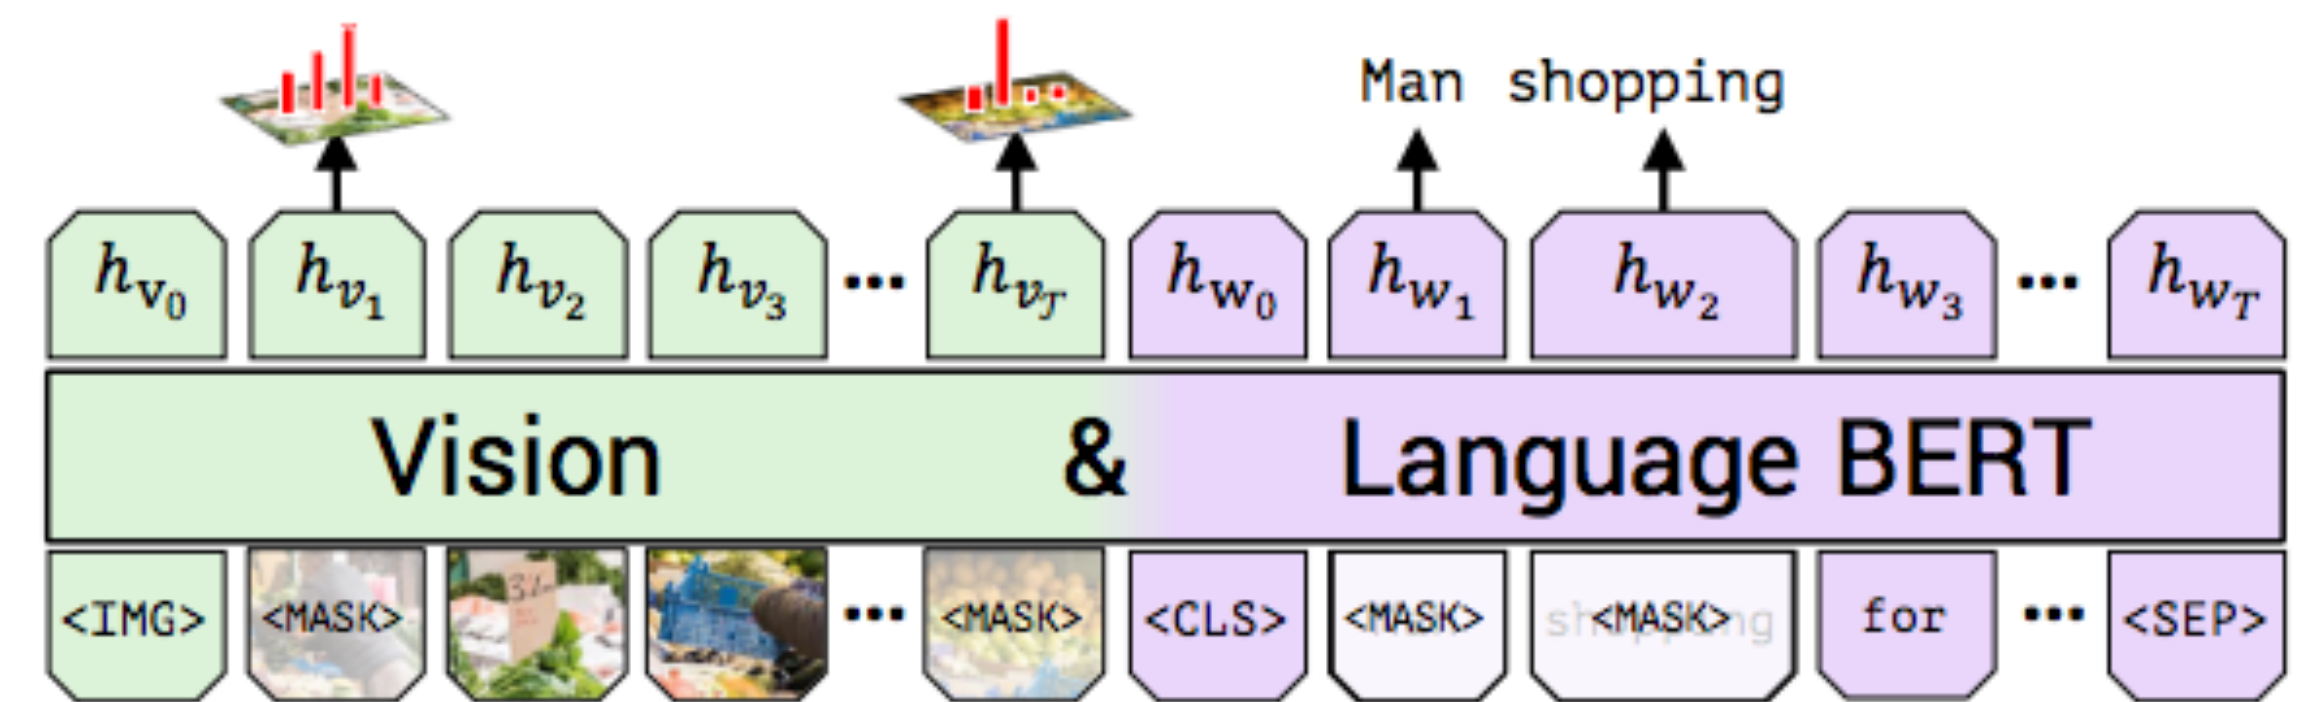 Man shopping
h_{v_0} h_{v_1} h_{v_2} h_{v_3} ... h_{v_𝒯} h_{w_0} h_{w_1} h_{w_2} h_{w_3} ... h_{w_T}
Vision & Language BERT
<IMG> <MASK> <MASK> <CLS> <MASK> shopping <MASK> for ... <SEP>